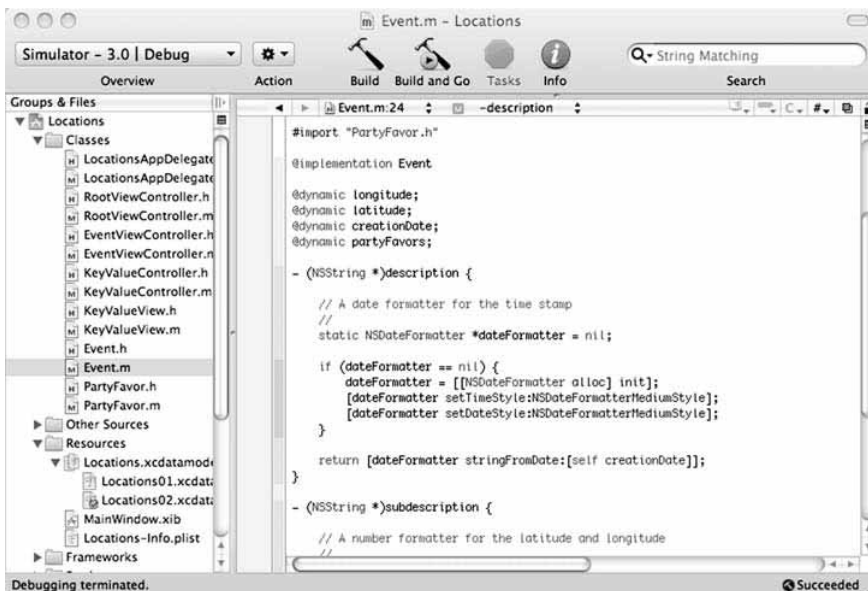 Event.m - Locations
Simulator - 3.0 | Debug
Overview
Action
Build
Build and Go
Tasks
Info
String Matching
Search
Groups & Files
Locations
Classes
LocationsAppDelegate
LocationsAppDelegate
RootViewController.h
RootViewController.m
EventViewController.h
EventViewController.m
KeyValueController.h
KeyValueController.m
KeyValueView.h
KeyValueView.m
Event.h
Event.m
PartyFavor.h
PartyFavor.m
Other Sources
Resources
Locations.xcdatamode
Locations01.xcdata
Locations02.xcdata
MainWindow.xib
Locations-Info.plist
Frameworks
Event.m:24
-description
C
#
#import "PartyFavor.h"
@implementation Event
@dynamic longitude;
@dynamic latitude;
@dynamic creationDate;
@dynamic partyFavors;
- (NSString *)description {
// A date formatter for the time stamp
//
static NSDateFormatter *dateFormatter = nil;
if (dateFormatter == nil) {
dateFormatter = [[NSDateFormatter alloc] init];
[dateFormatter setTimeStyle:NSDateFormatterMediumStyle];
[dateFormatter setDateStyle:NSDateFormatterMediumStyle];
}
return [dateFormatter stringFromDate:[self creationDate]];
}
- (NSString *)subdescription {
// A number formatter for the latitude and longitude
//
Debugging terminated.
Succeeded